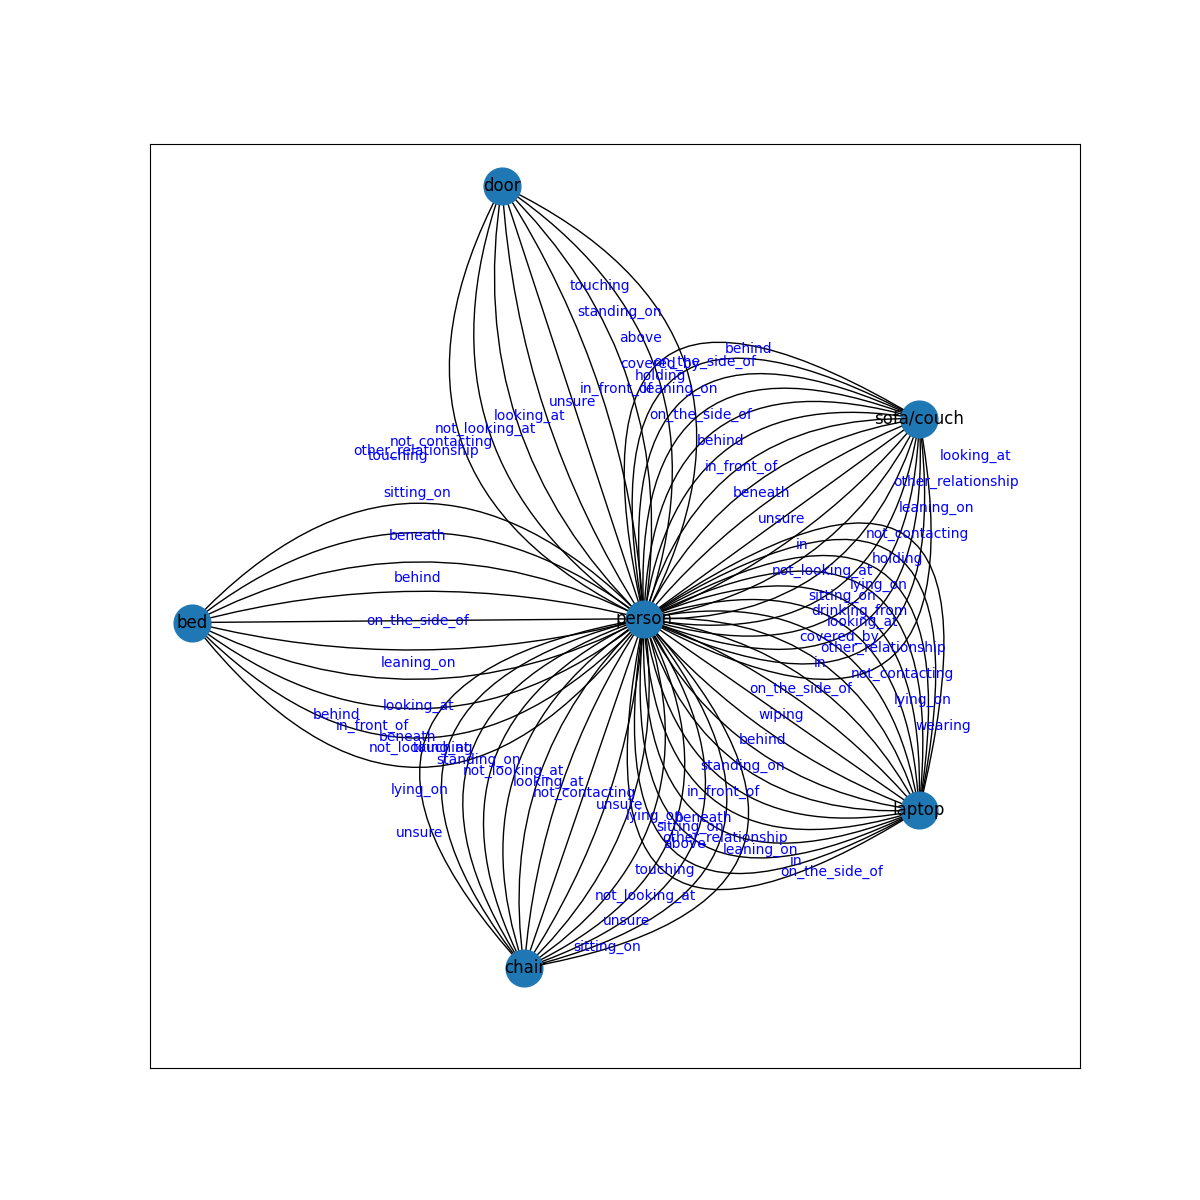 door
touching
standing_on
above
behind
covered_by
on_the_side_of
holding
in_front_of
leaning_on
unsure
looking_at
on_the_side_of
sofa/couch
not_looking_at
not_contacting
behind
other_relationship
touching
looking_at
in_front_of
other_relationship
sitting_on
beneath
leaning_on
unsure
beneath
not_contacting
in
holding
behind
not_looking_at
lying_on
sitting_on
drinking_from
bed
person
on_the_side_of
looking_at
covered_by
other_relationship
leaning_on
in
not_contacting
on_the_side_of
lying_on
looking_at
behind
wiping
in_front_of
wearing
beneath
behind
not_looking_at
touching
standing_on
standing_on
not_looking_at
looking_at
lying_on
not_contacting
in_front_of
unsure
laptop
lying_on
beneath
unsure
sitting_on
other_relationship
above
leaning_on
in
touching
on_the_side_of
not_looking_at
unsure
sitting_on
chair